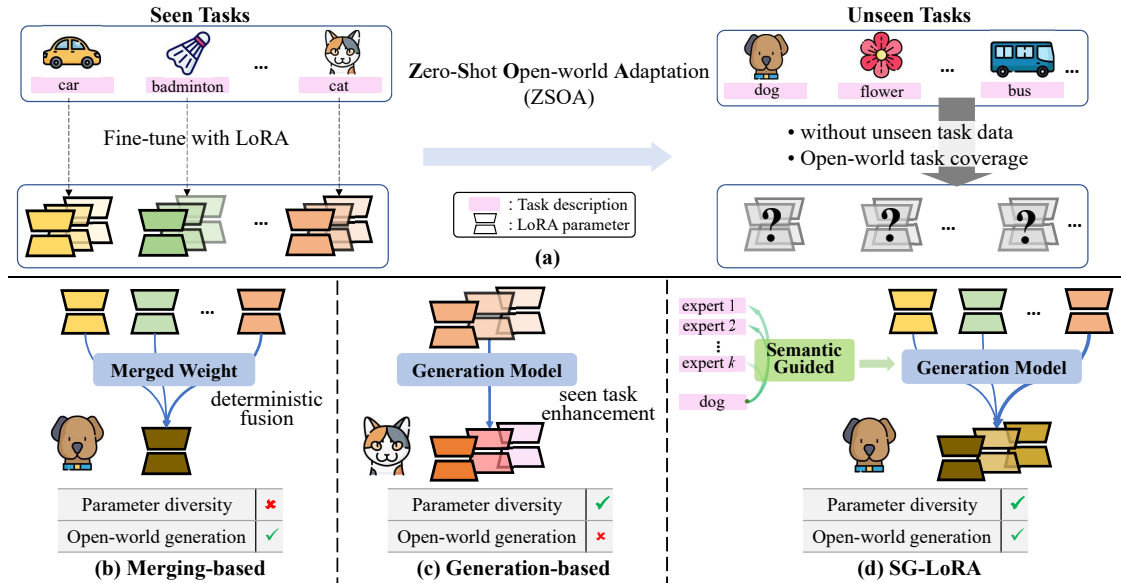 Seen Tasks
car
badminton
...
cat
Fine-tune with LoRA
...
Zero-Shot Open-world Adaptation
(ZSOA)
: Task description
: LoRA parameter
(a)
Unseen Tasks
dog
flower
...
bus
...
• without unseen task data
• Open-world task coverage
?
?
...
?
...
...
Merged Weight
deterministic
fusion
Parameter diversity ✘
Open-world generation ✓
(b) Merging-based
Generation Model
seen task
enhancement
Parameter diversity ✓
Open-world generation ✘
(c) Generation-based
expert 1
expert 2
...
expert k
dog
Semantic
Guided
...
Generation Model
Parameter diversity ✓
Open-world generation ✓
(d) SG-LoRA